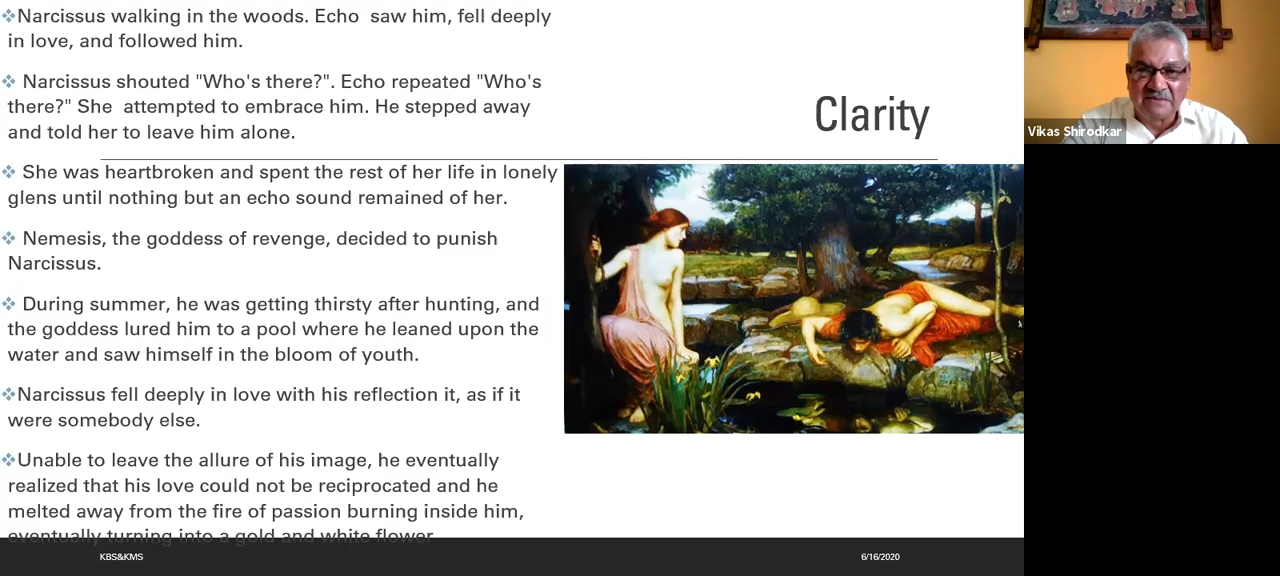 ❖Narcissus walking in the woods. Echo  saw him, fell deeply
in love, and followed him.
❖ Narcissus shouted "Who's there?". Echo repeated "Who's
there?" She  attempted to embrace him. He stepped away
and told her to leave him alone.
❖ She was heartbroken and spent the rest of her life in lonely
glens until nothing but an echo sound remained of her.
❖ Nemesis, the goddess of revenge, decided to punish
Narcissus.
❖ During summer, he was getting thirsty after hunting, and
the goddess lured him to a pool where he leaned upon the
water and saw himself in the bloom of youth.
❖Narcissus fell deeply in love with his reflection it, as if it
were somebody else.
❖Unable to leave the allure of his image, he eventually
realized that his love could not be reciprocated and he
melted away from the fire of passion burning inside him,
eventually turning into a gold and white flower
Clarity
Vikas Shirodkar
KBS&KMS
6/16/2020